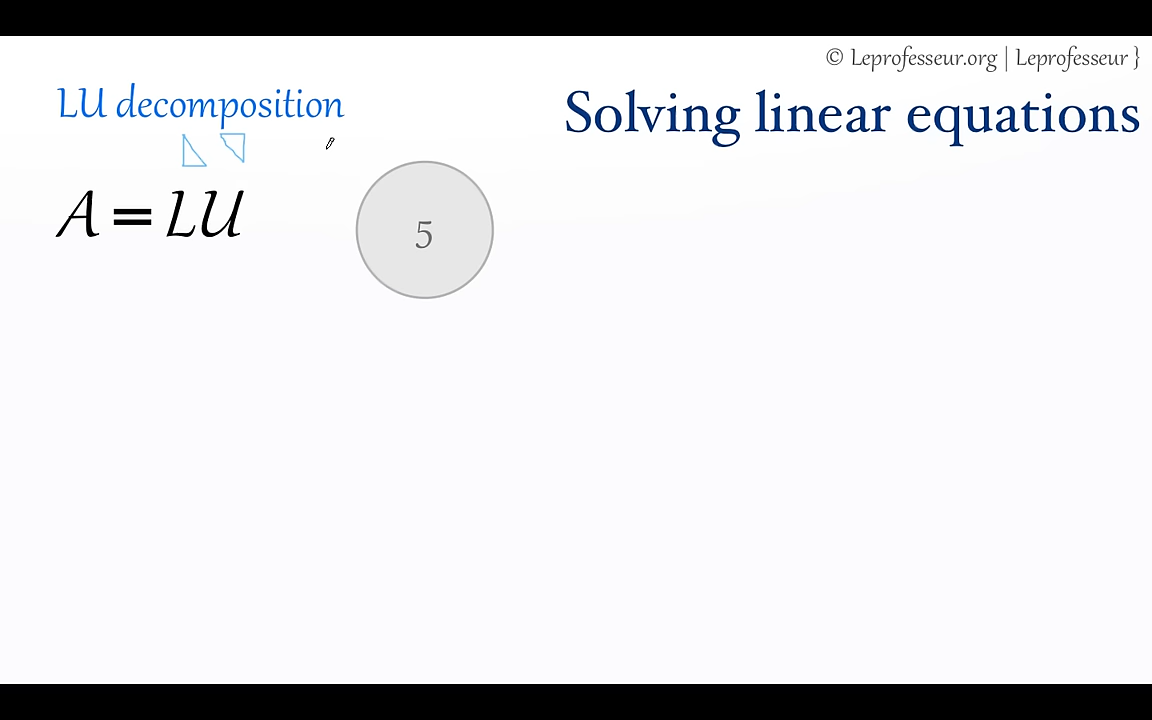 © Leprofesseur.org | Leprofesseur }
LU decomposition
Solving linear equations
A = LU
5